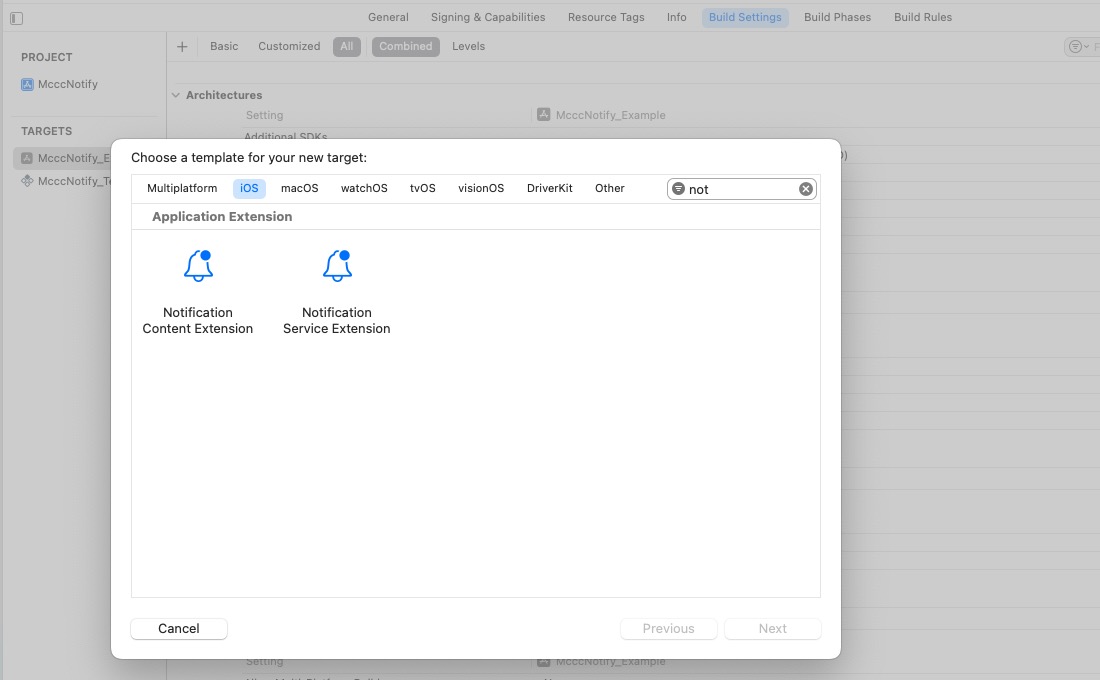 General Signing & Capabilities Resource Tags Info Build Settings Build Phases Build Rules
PROJECT
McccNotify
TARGETS
McccNotify_E
McccNotify_Te
+ Basic Customized All Combined Levels
Architectures
Setting McccNotify_Example
Additional SDKs
Choose a template for your new target:
Multiplatform iOS macOS watchOS tvOS visionOS DriverKit Other not
Application Extension
Notification
Content Extension
Notification
Service Extension
Cancel Previous Next
Setting McccNotify_Example